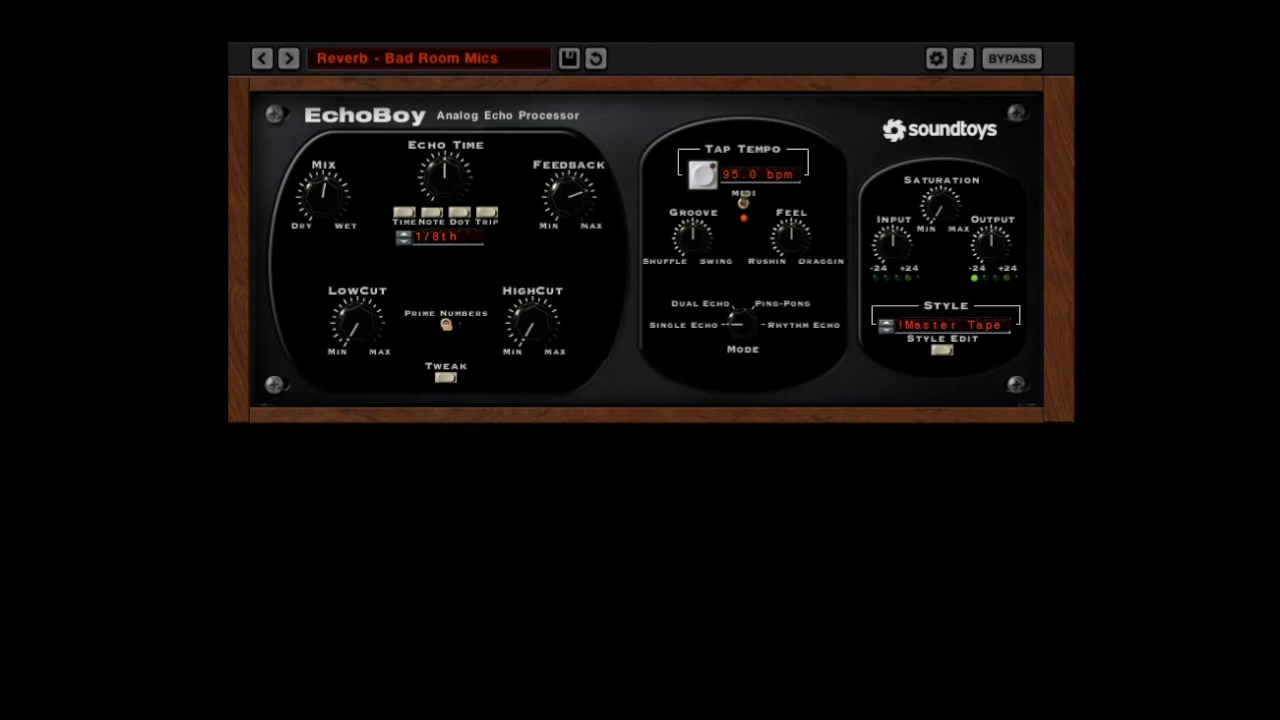 Reverb - Bad Room Mics
i
BYPASS
EchoBoy Analog Echo Processor
soundtoys
MIX
DRY WET
ECHO TIME
TIME NOTE DOT TRIP
1/8th
FEEDBACK
MIN MAX
LOWCUT
MIN MAX
PRIME NUMBERS
HIGHCUT
MIN MAX
TWEAK
TAP TEMPO
95.0 bpm
MIDI
GROOVE
SHUFFLE SWING
FEEL
RUSHIN DRAGGIN
DUAL ECHO PING-PONG
SINGLE ECHO RHYTHM ECHO
MODE
SATURATION
MIN MAX
INPUT
-24 +24
OUTPUT
-24 +24
STYLE
!Master Tape
STYLE EDIT